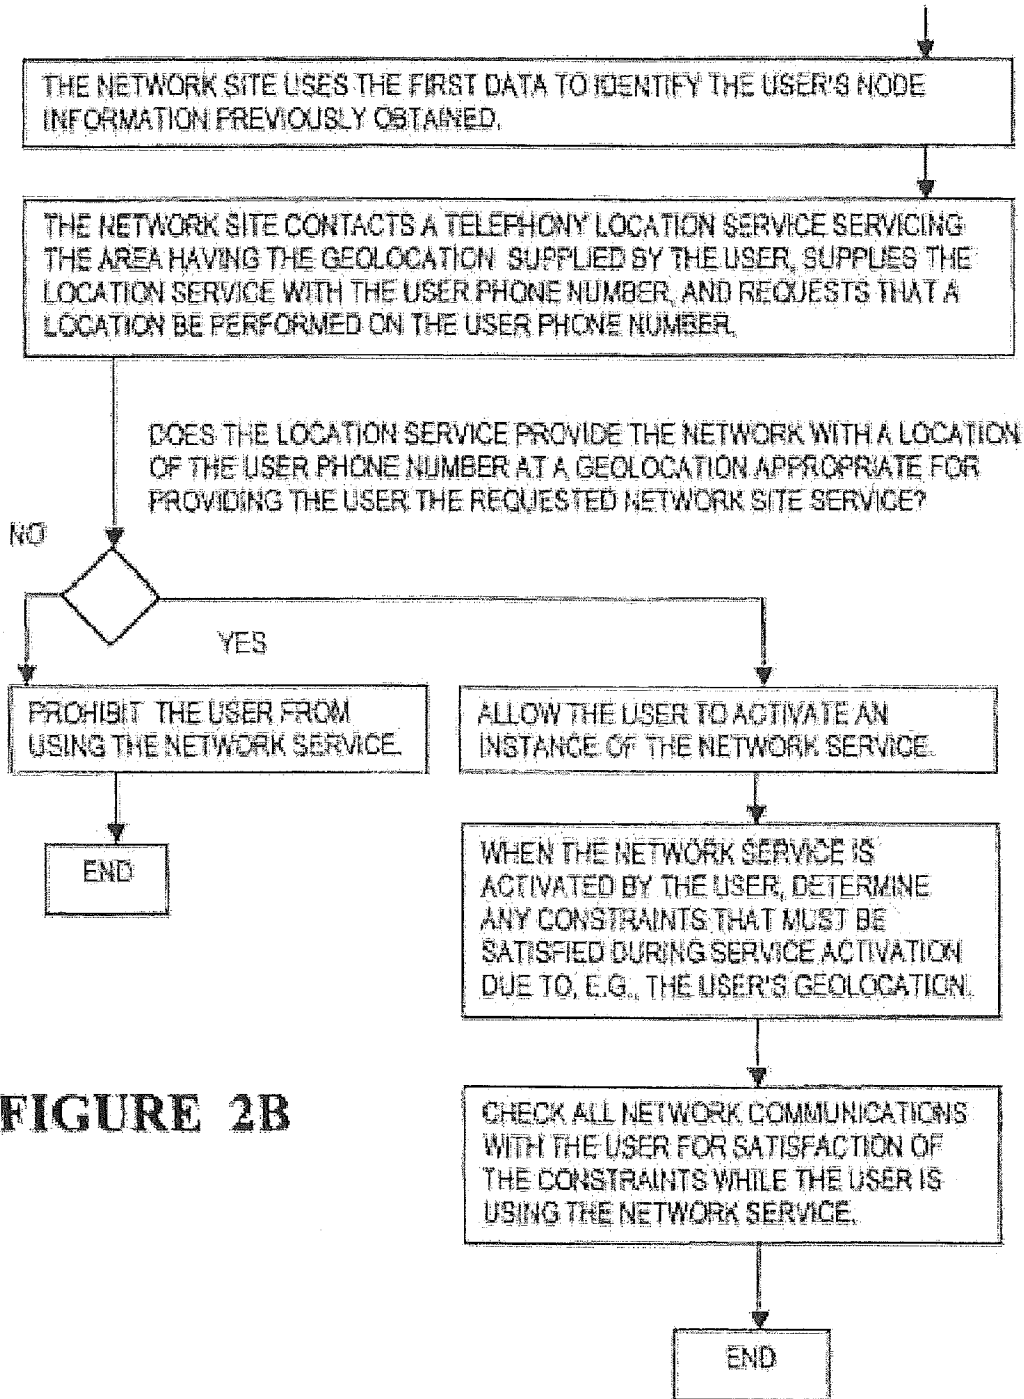 THE NETWORK SITE USES THE FIRST DATA TO IDENTIFY THE USER'S NODE
INFORMATION PREVIOUSLY OBTAINED.
THE NETWORK SITE CONTACTS A TELEPHONY LOCATION SERVICE SERVICING
THE AREA HAVING THE GEOLOCATION SUPPLIED BY THE USER, SUPPLIES THE
LOCATION SERVICE WITH THE USER PHONE NUMBER, AND REQUESTS THAT A
LOCATION BE PERFORMED ON THE USER PHONE NUMBER.
DOES THE LOCATION SERVICE PROVIDE THE NETWORK WITH A LOCATION
OF THE USER PHONE NUMBER AT A GEOLOCATION APPROPRIATE FOR
PROVIDING THE USER THE REQUESTED NETWORK SITE SERVICE?
NO
YES
PROHIBIT THE USER FROM
USING THE NETWORK SERVICE.
END
ALLOW THE USER TO ACTIVATE AN
INSTANCE OF THE NETWORK SERVICE.
WHEN THE NETWORK SERVICE IS
ACTIVATED BY THE USER, DETERMINE
ANY CONSTRAINTS THAT MUST BE
SATISFIED DURING SERVICE ACTIVATION
DUE TO, E.G., THE USER'S GEOLOCATION.
CHECK ALL NETWORK COMMUNICATIONS
WITH THE USER FOR SATISFACTION OF
THE CONSTRAINTS WHILE THE USER IS
USING THE NETWORK SERVICE.
END
FIGURE 2B